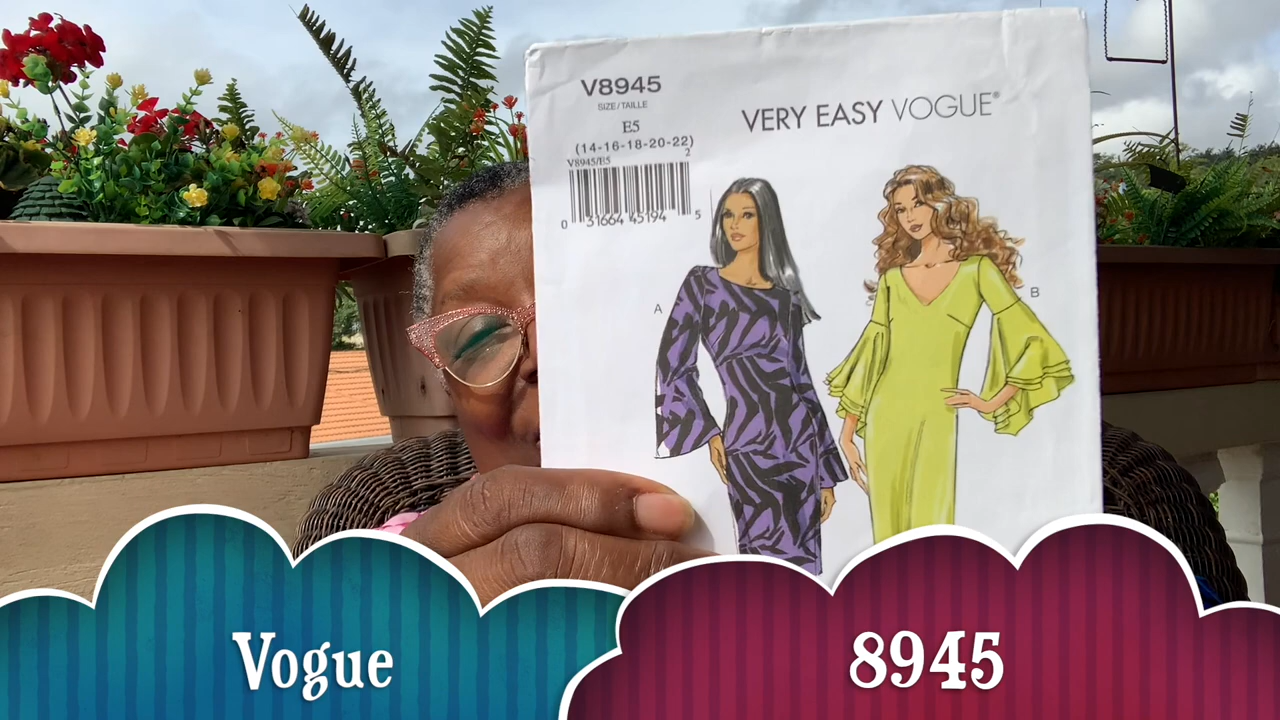 V8945
SIZE/TAILLE
E5
(14-16-18-20-22)
V8945/E5
2
0 31664 45194 5
VERY EASY VOGUE®
A
B
Vogue
8945